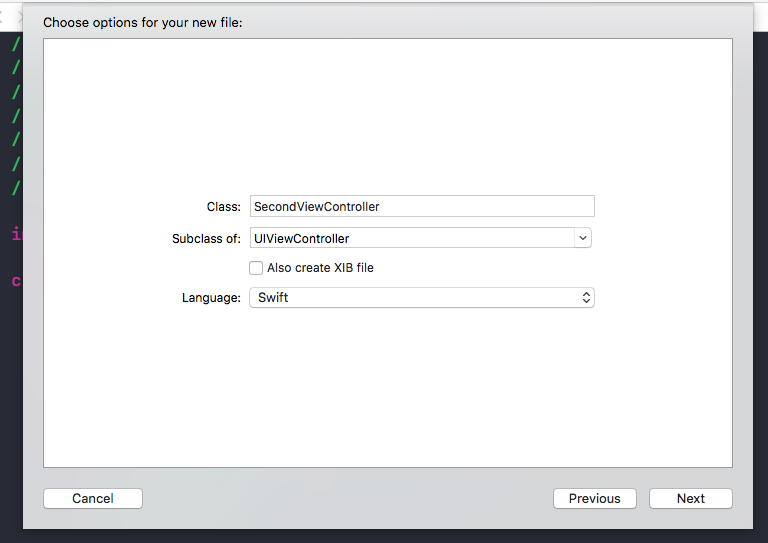 Choose options for your new file:
/
/
/
/
/
/
/
c
Class: SecondViewController
Subclass of: UIViewController
Also create XIB file
Language: Swift
Cancel Previous Next